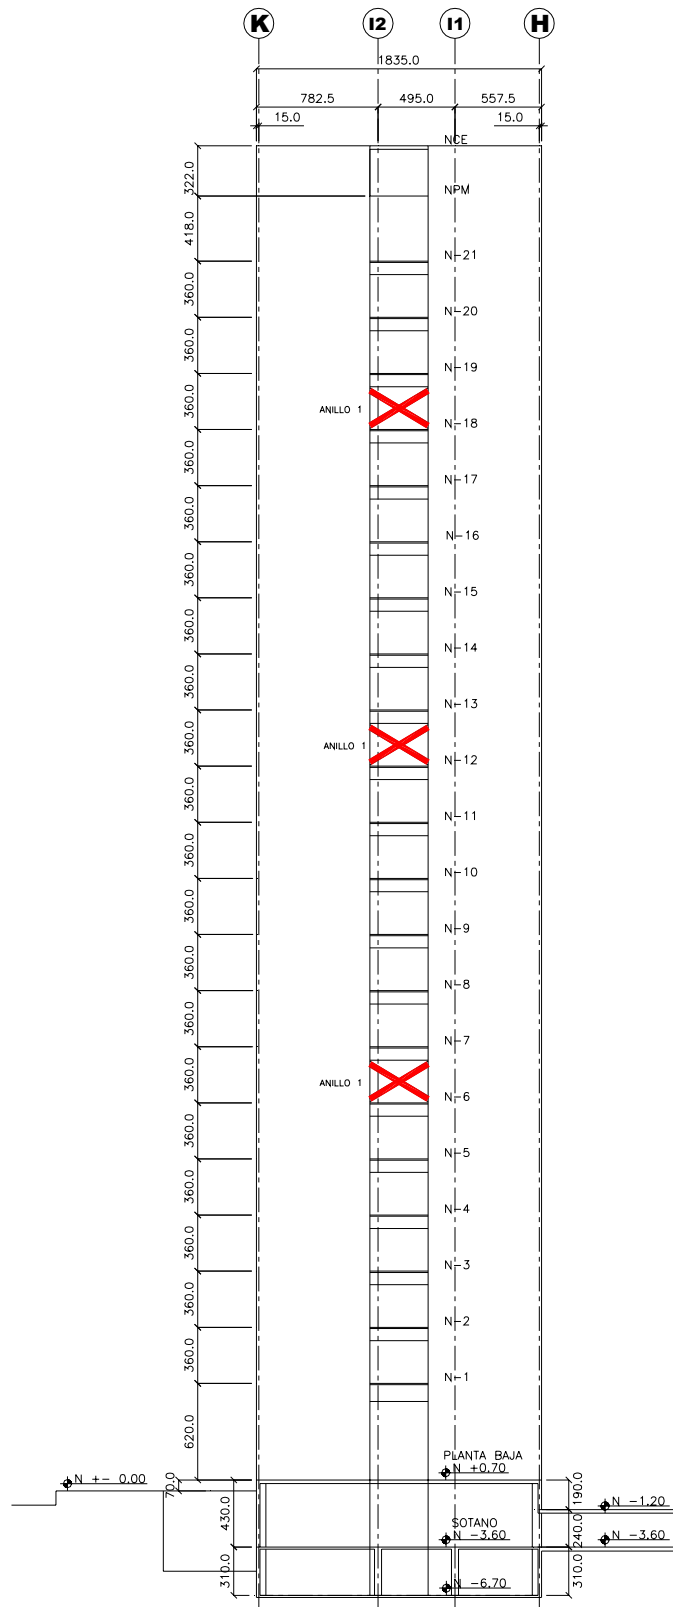 K I2 I1 H
1835.0
782.5 495.0 557.5
15.0 15.0
NCE
322.0
NPM
418.0
N-21
360.0
N-20
360.0
N-19
360.0
ANILLO 1
N-18
360.0
N-17
360.0
N-16
360.0
N-15
360.0
N-14
360.0
N-13
360.0
ANILLO 1
N-12
360.0
N-11
360.0
N-10
360.0
N-9
360.0
N-8
360.0
N-7
360.0
ANILLO 1
N-6
360.0
N-5
360.0
N-4
360.0
N-3
360.0
N-2
360.0
N-1
620.0
PLANTA BAJA
N +0.70
N +- 0.00
70.0
190.0
N -1.20
430.0
SOTANO
240.0
N -3.60 N -3.60
310.0 310.0
N -6.70